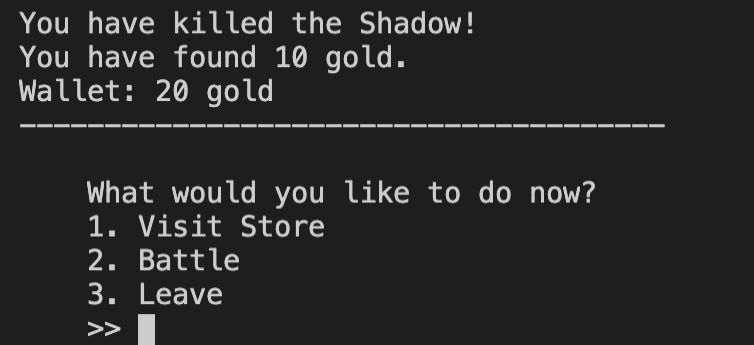 You have killed the Shadow!
You have found 10 gold.
Wallet: 20 gold
--------------------------------------
What would you like to do now?
1. Visit Store
2. Battle
3. Leave
>>